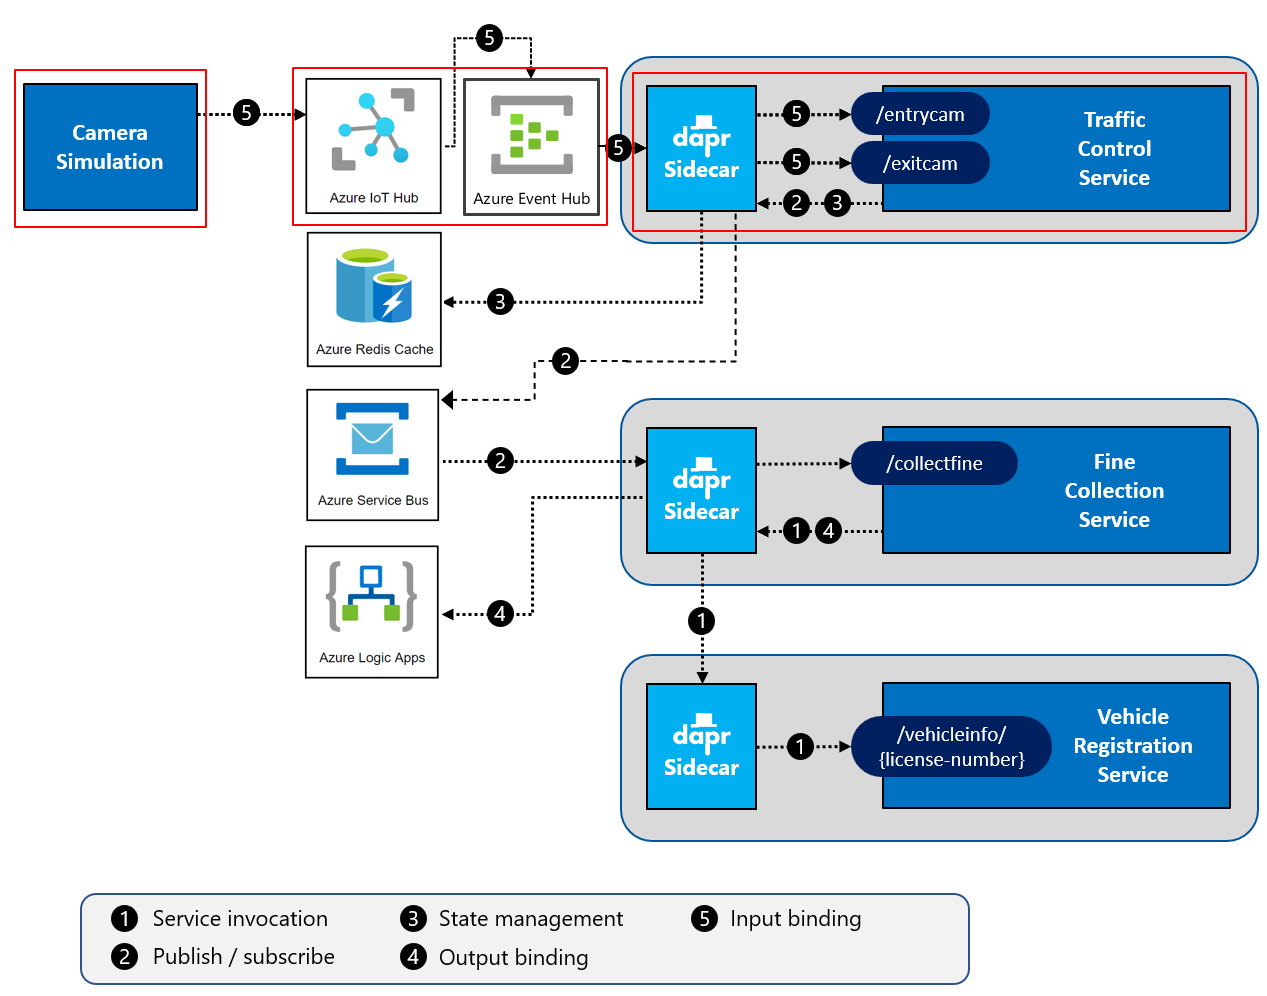 5
Camera
Simulation
5
Azure IoT Hub
Azure Event Hub
5
dapr
Sidecar
5
/entrycam
5
/exitcam
2 3
Traffic
Control
Service
3
Azure Redis Cache
2
Azure Service Bus
2
dapr
Sidecar
/collectfine
1 4
Fine
Collection
Service
4
Azure Logic Apps
1
dapr
Sidecar
1
/vehicleinfo/
{license-number}
Vehicle
Registration
Service
1 Service invocation
2 Publish / subscribe
3 State management
4 Output binding
5 Input binding